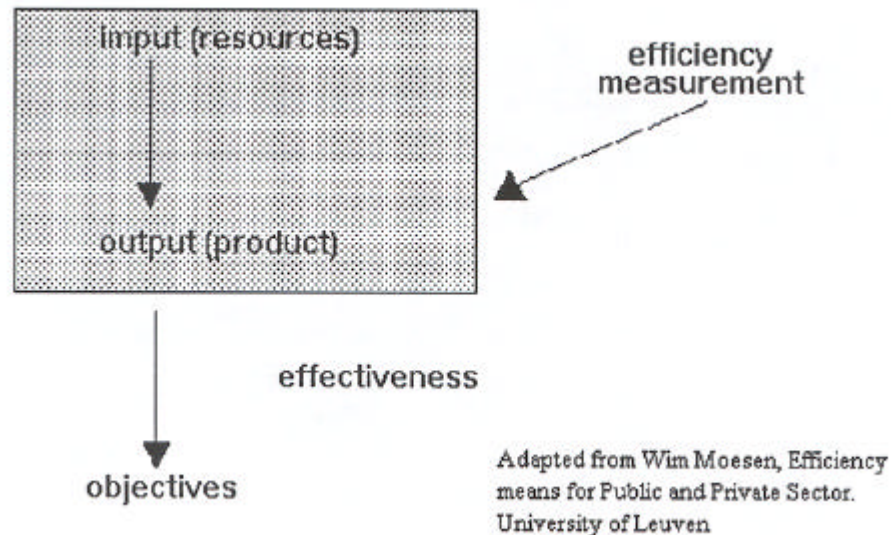 imput (resources)
efficiency
measurement
output (product)
effectiveness
objectives
Adapted from Wim Moesen, Efficiency
means for Public and Private Sector.
University of Leuven